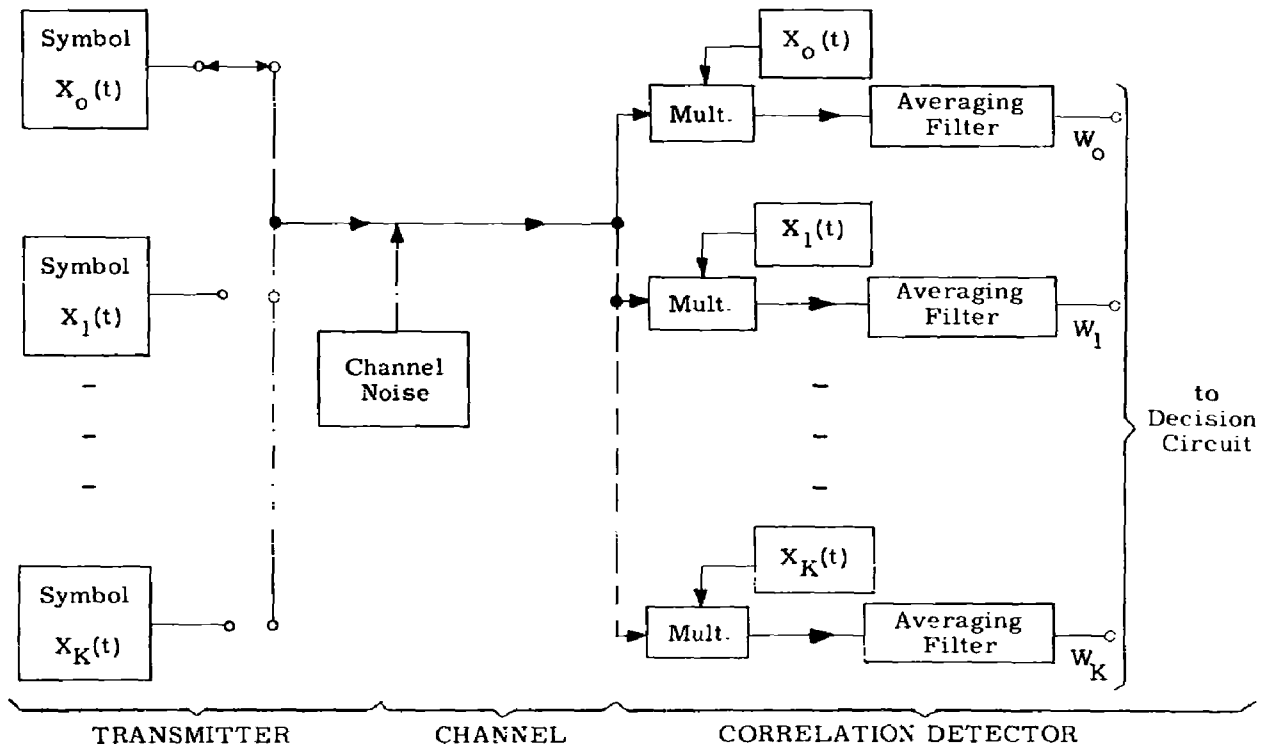 Symbol
X_o(t)
X_o(t)
Mult.
Averaging
Filter
W_o
Symbol
X_1(t)
X_1(t)
Mult.
Averaging
Filter
W_1
Channel
Noise
to
Decision
Circuit
Symbol
X_K(t)
X_K(t)
Mult.
Averaging
Filter
W_K
TRANSMITTER
CHANNEL
CORRELATION DETECTOR